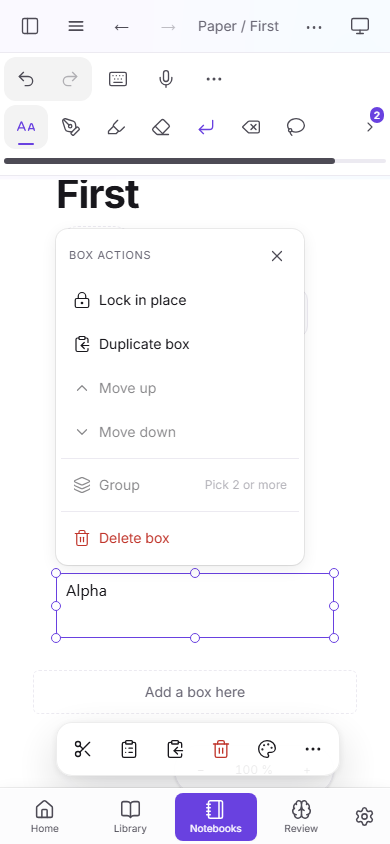 Paper / First
AA
2
First
BOX ACTIONS
Lock in place
Duplicate box
Move up
Move down
Group Pick 2 or more
Delete box
Alpha
Add a box here
− 100 % +
Home Library Notebooks Review